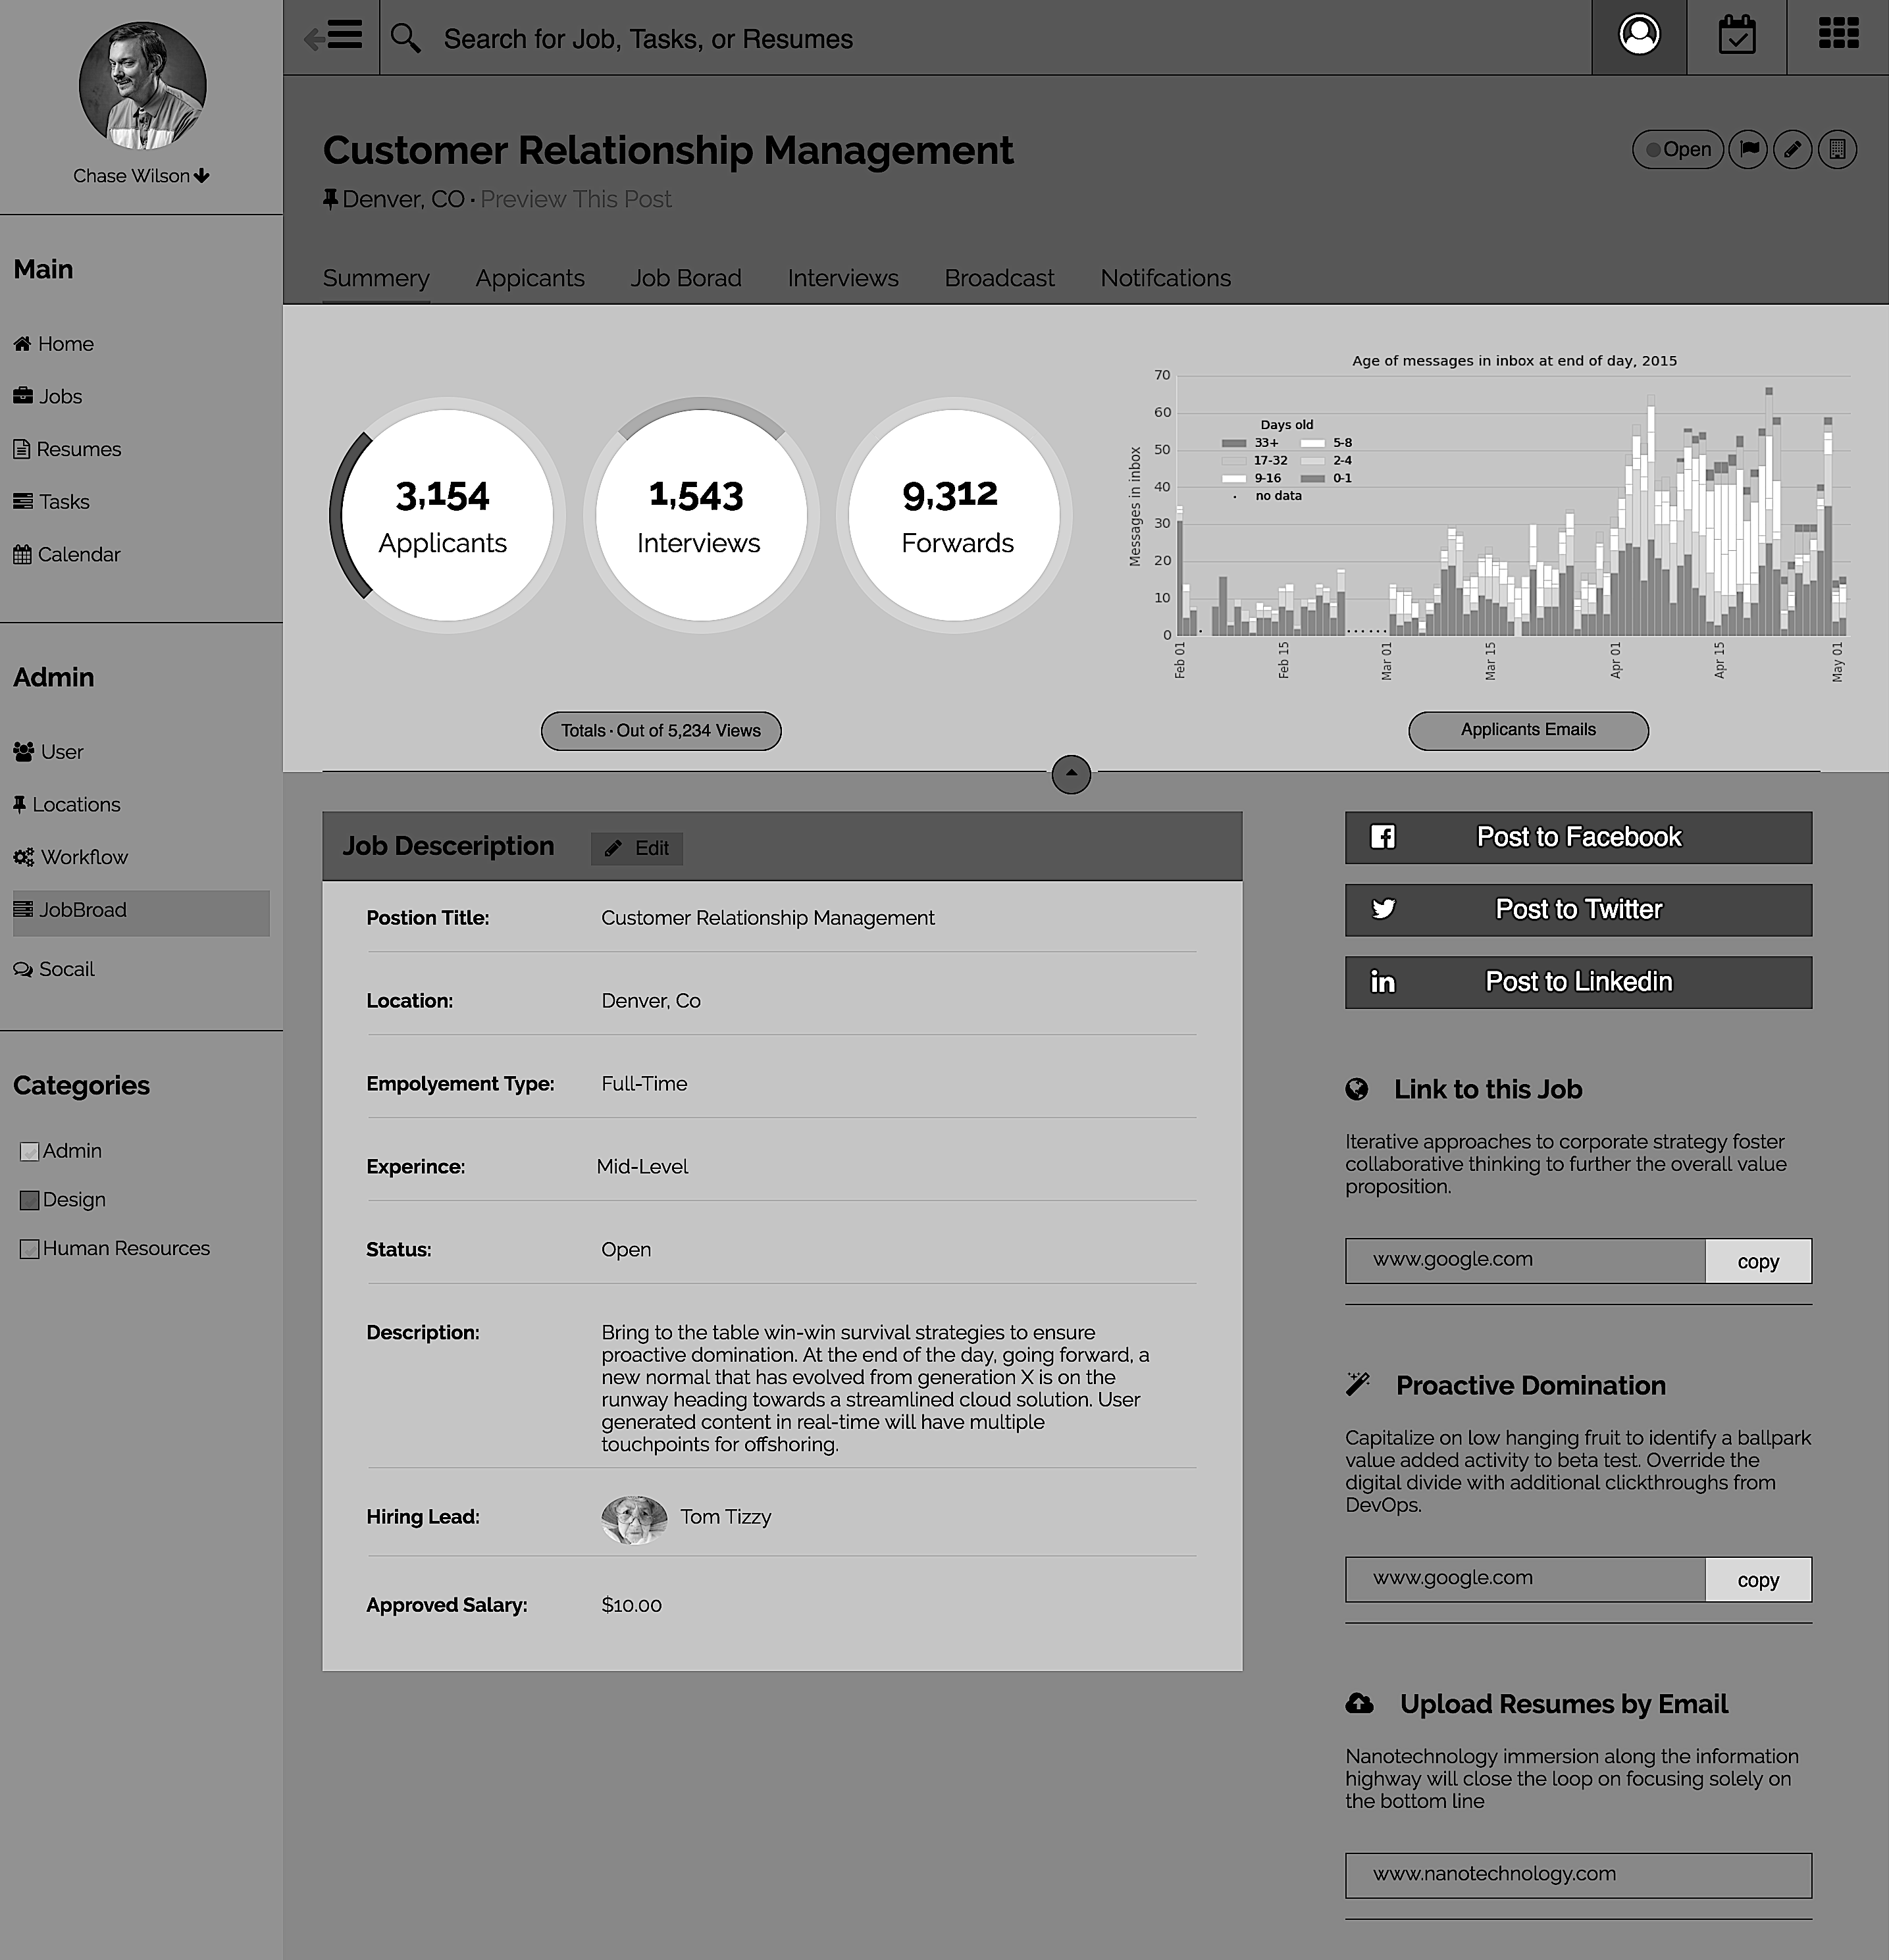 Chase Wilson
Main
Home
Jobs
Resumes
Tasks
Calendar
Admin
User
Locations
Workflow
JobBroad
Socail
Categories
Admin
Design
Human Resources
Search for Job, Tasks, or Resumes
Customer Relationship Management
Open
Denver, CO · Preview This Post
Summery
Appicants
Job Borad
Interviews
Broadcast
Notifcations
3,154
Applicants
1,543
Interviews
9,312
Forwards
Totals · Out of 5,234 Views
Age of messages in inbox at end of day, 2015
Messages in inbox
70
60
50
40
30
20
10
0
Days old
33+
17-32
9-16
no data
5-8
2-4
0-1
Feb 01
Feb 15
Mar 01
Mar 15
Apr 01
Apr 15
May 01
Applicants Emails
Job Desceription
Edit
Postion Title: Customer Relationship Management
Location: Denver, Co
Empolyement Type: Full-Time
Experince: Mid-Level
Status: Open
Description: Bring to the table win-win survival strategies to ensure
proactive domination. At the end of the day, going forward, a
new normal that has evolved from generation X is on the
runway heading towards a streamlined cloud solution. User
generated content in real-time will have multiple
touchpoints for offshoring.
Hiring Lead: Tom Tizzy
Approved Salary: $10.00
Post to Facebook
Post to Twitter
in Post to Linkedin
Link to this Job
Iterative approaches to corporate strategy foster
collaborative thinking to further the overall value
proposition.
www.google.com copy
Proactive Domination
Capitalize on low hanging fruit to identify a ballpark
value added activity to beta test. Override the
digital divide with additional clickthroughs from
DevOps.
www.google.com copy
Upload Resumes by Email
Nanotechnology immersion along the information
highway will close the loop on focusing solely on
the bottom line
www.nanotechnology.com